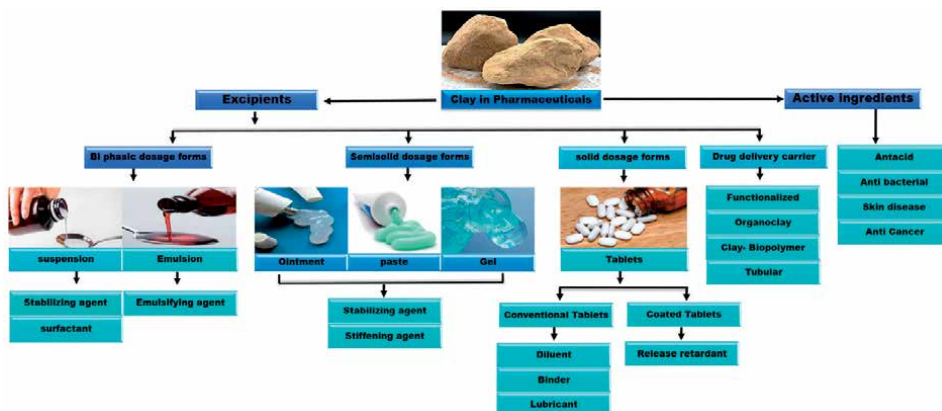 Clay in Pharmaceuticals
Excipients
Active ingredients
BI phasic dosage forms
Semisolid dosage forms
solid dosage forms
Drug delivery carrier
Antacid
Anti bacterial
Skin disease
Anti Cancer
Functionalized
Organoclay
Clay- Biopolymer
Tubular
suspension
Emulsion
Ointment
paste
Gel
Tablets
Stabilizing agent
surfactant
Emulsifying agent
Stabilizing agent
Stiffening agent
Conventional Tablets
Coated Tablets
Diluent
Binder
Lubricant
Release retardant